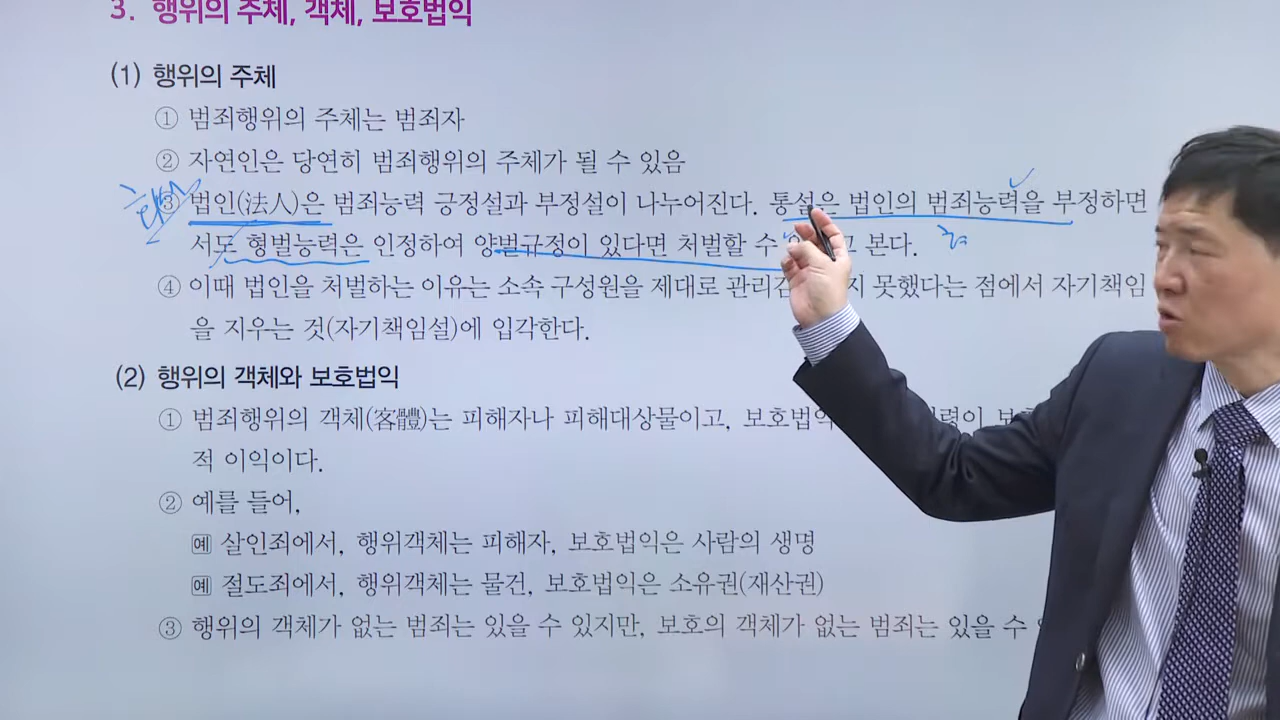 3. 행위의 주체, 객체, 보호법익
(1) 행위의 주체
① 범죄행위의 주체는 범죄자
② 자연인은 당연히 범죄행위의 주체가 될 수 있음
③ 법인(法人)은 범죄능력 긍정설과 부정설이 나누어진다. 통설은 법인의 범죄능력을 부정하면
서도 형벌능력은 인정하여 양벌규정이 있다면 처벌할 수 본다.
④ 이때 법인을 처벌하는 이유는 소속 구성원을 제대로 관리감 못했다는 점에서 자기책임
을 지우는 것(자기책임설)에 입각한다.
(2) 행위의 객체와 보호법익
① 범죄행위의 객체(客體)는 피해자나 피해대상물이고, 보호법익
적 이익이다.
② 예를 들어,
예 살인죄에서, 행위객체는 피해자, 보호법익은 사람의 생명
예 절도죄에서, 행위객체는 물건, 보호법익은 소유권(재산권)
③ 행위의 객체가 없는 범죄는 있을 수 있지만, 보호의 객체가 없는 범죄는 있을 수